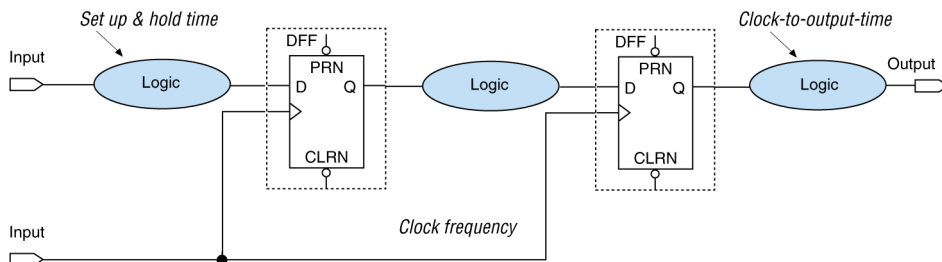 Set up & hold time
Clock-to-output-time
Input
Logic
DFF
PRN
D
Q
CLRN
Logic
DFF
PRN
D
Q
CLRN
Logic
Output
Clock frequency
Input